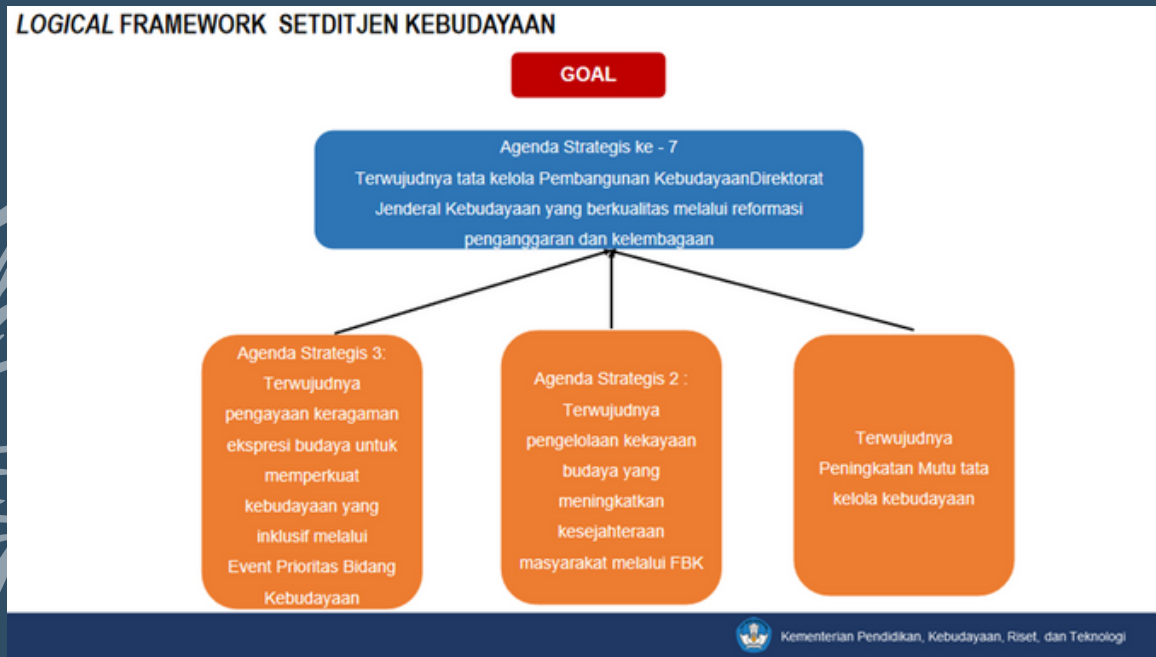 LOGICAL FRAMEWORK SETDITJEN KEBUDAYAAN
GOAL
Agenda Strategis ke - 7
Terwujudnya tata kelola Pembangunan KebudayaanDirektorat
Jenderal Kebudayaan yang berkualitas melalui reformasi
penganggaran dan kelembagaan
Agenda Strategis 3:
Terwujudnya
pengayaan keragaman
ekspresi budaya untuk
memperkuat
kebudayaan yang
inklusif melalui
Event Prioritas Bidang
Kebudayaan
Agenda Strategis 2 :
Terwujudnya
pengelolaan kekayaan
budaya yang
meningkatkan
kesejahteraan
masyarakat melalui FBK
Terwujudnya
Peningkatan Mutu tata
kelola kebudayaan
Kementerian Pendidikan, Kebudayaan, Riset, dan Teknologi